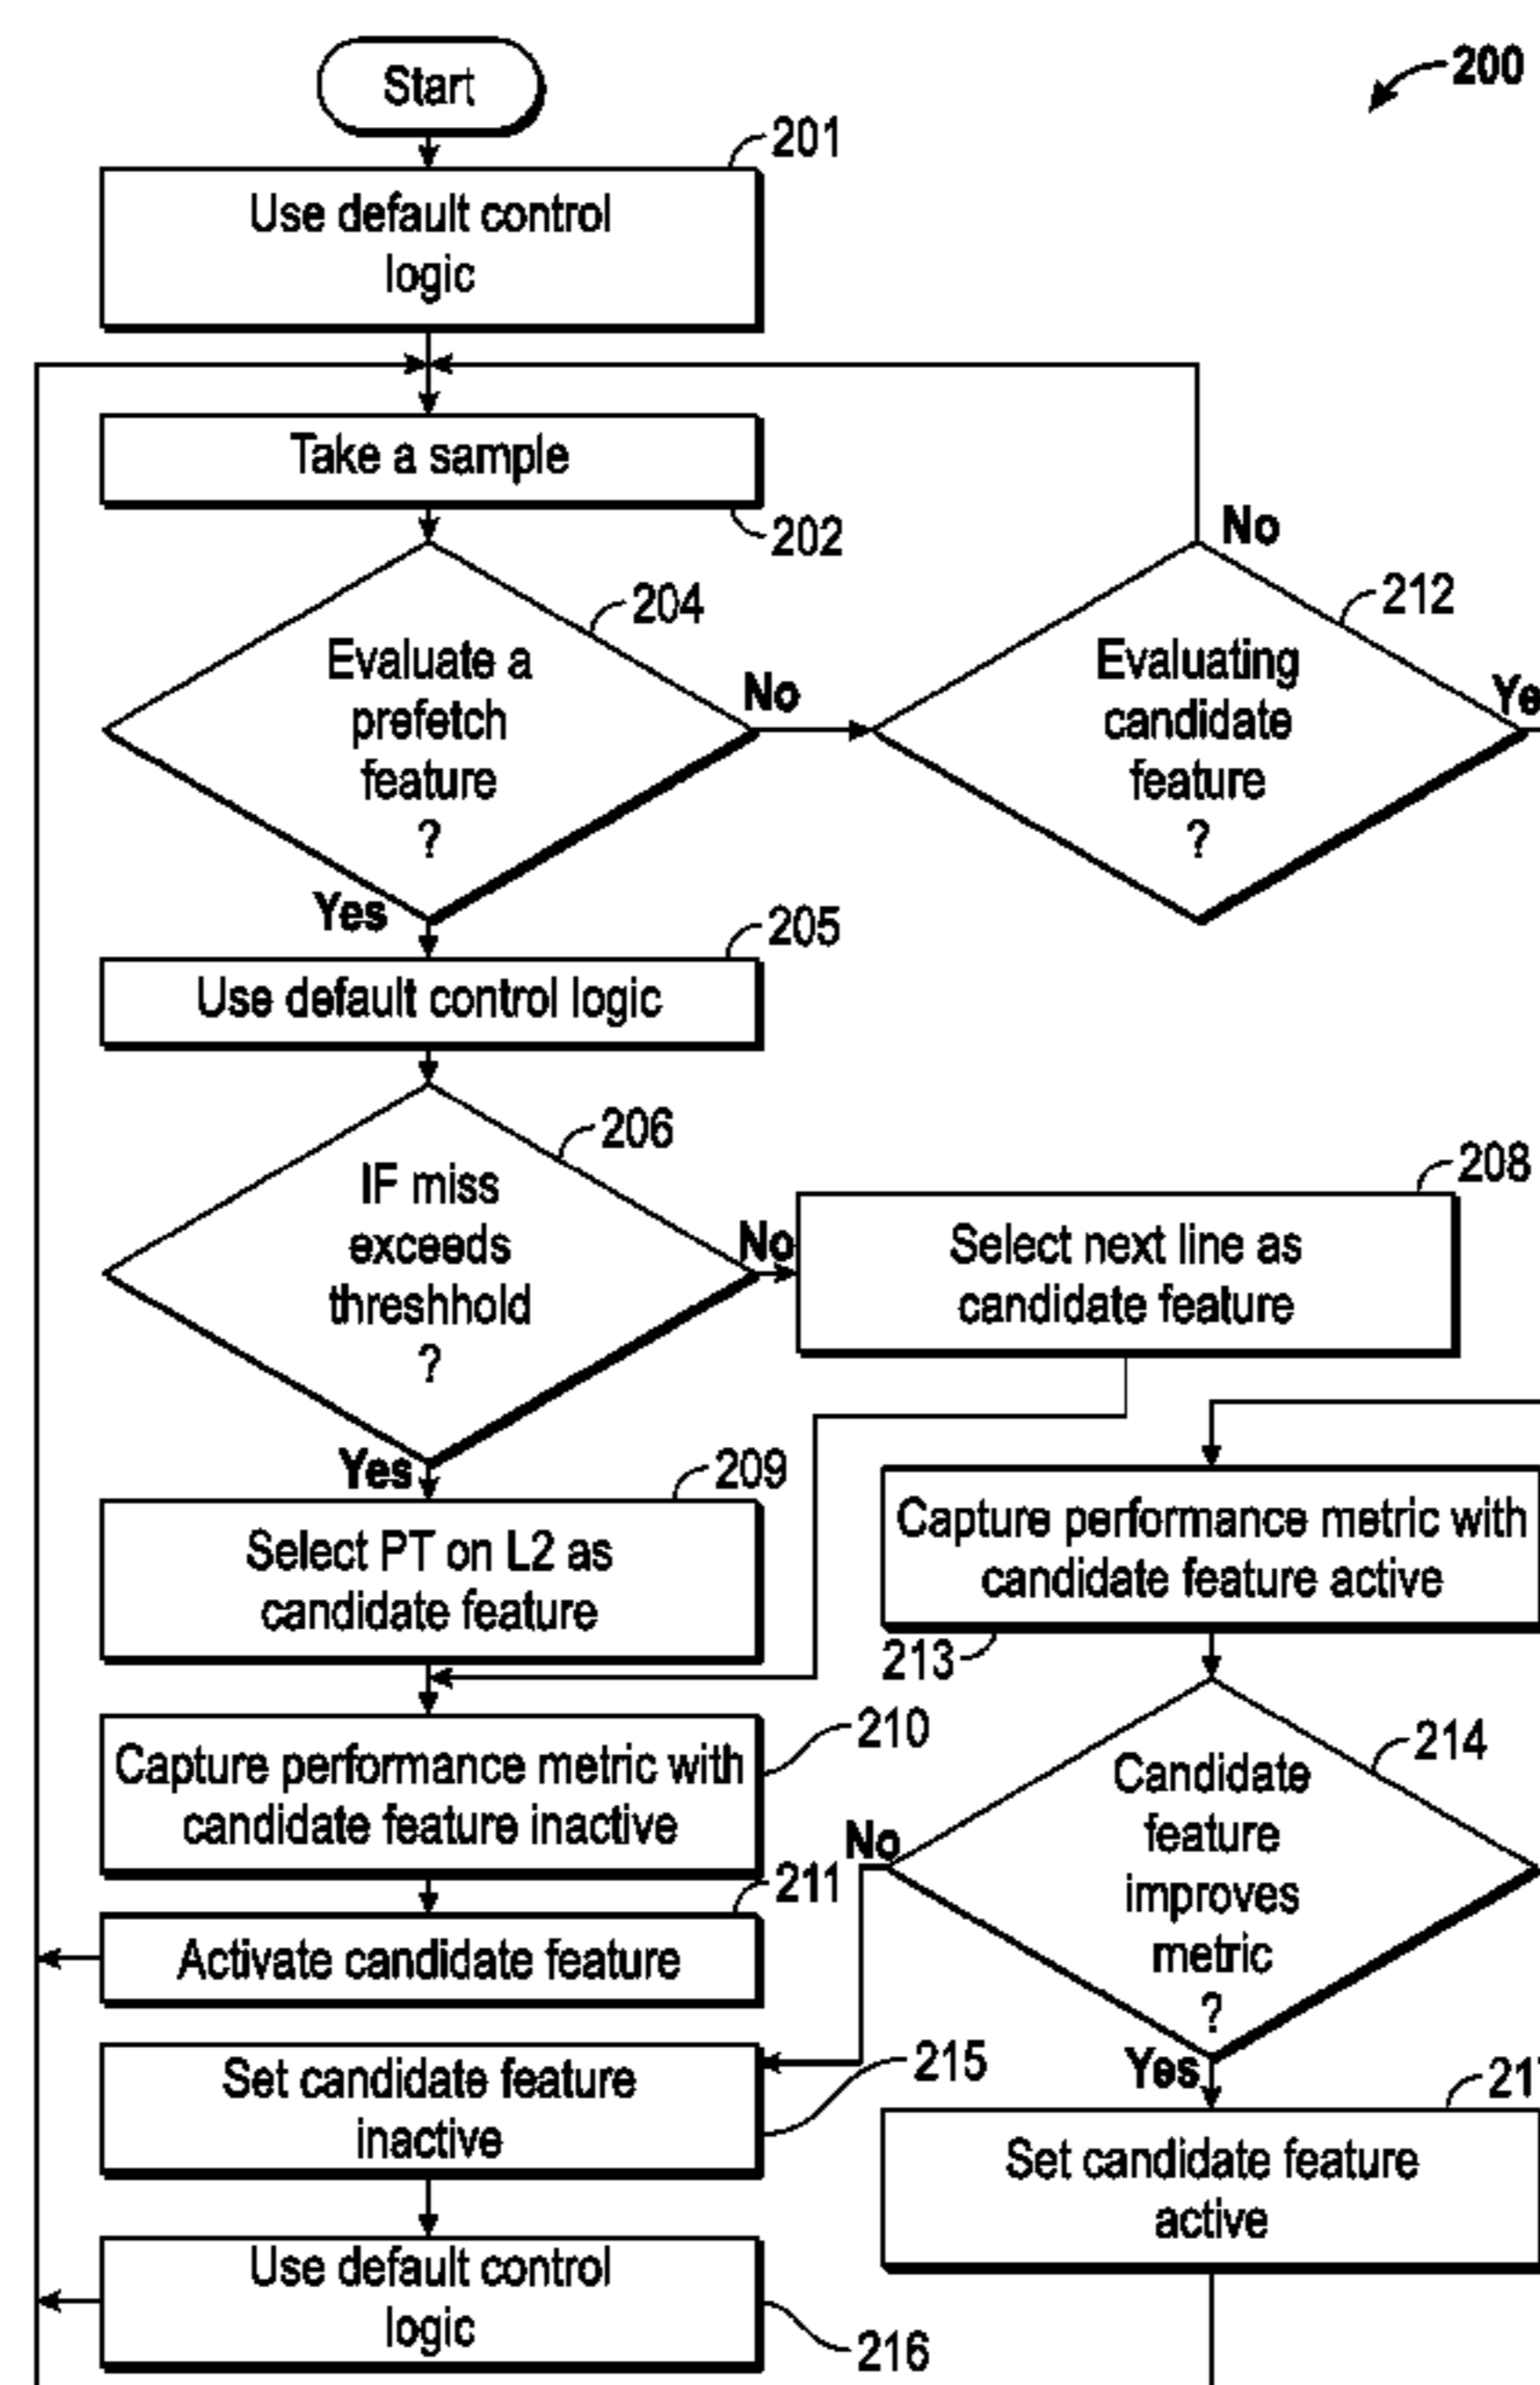 Start
200
201
Use default control
logic
Take a sample
202
204
Evaluate a
prefetch
feature
?
No
Yes
No
212
Evaluating
candidate
feature
?
Ye
205
Use default control logic
206
IF miss
exceeds
threshhold
?
No
Yes
208
Select next line as
candidate feature
209
Select PT on L2 as
candidate feature
Capture performance metric with
candidate feature active
213
210
Capture performance metric with
candidate feature inactive
214
Candidate
feature
improves
metric
?
No
Yes
211
Activate candidate feature
215
Set candidate feature
inactive
217
Set candidate feature
active
Use default control
logic
216